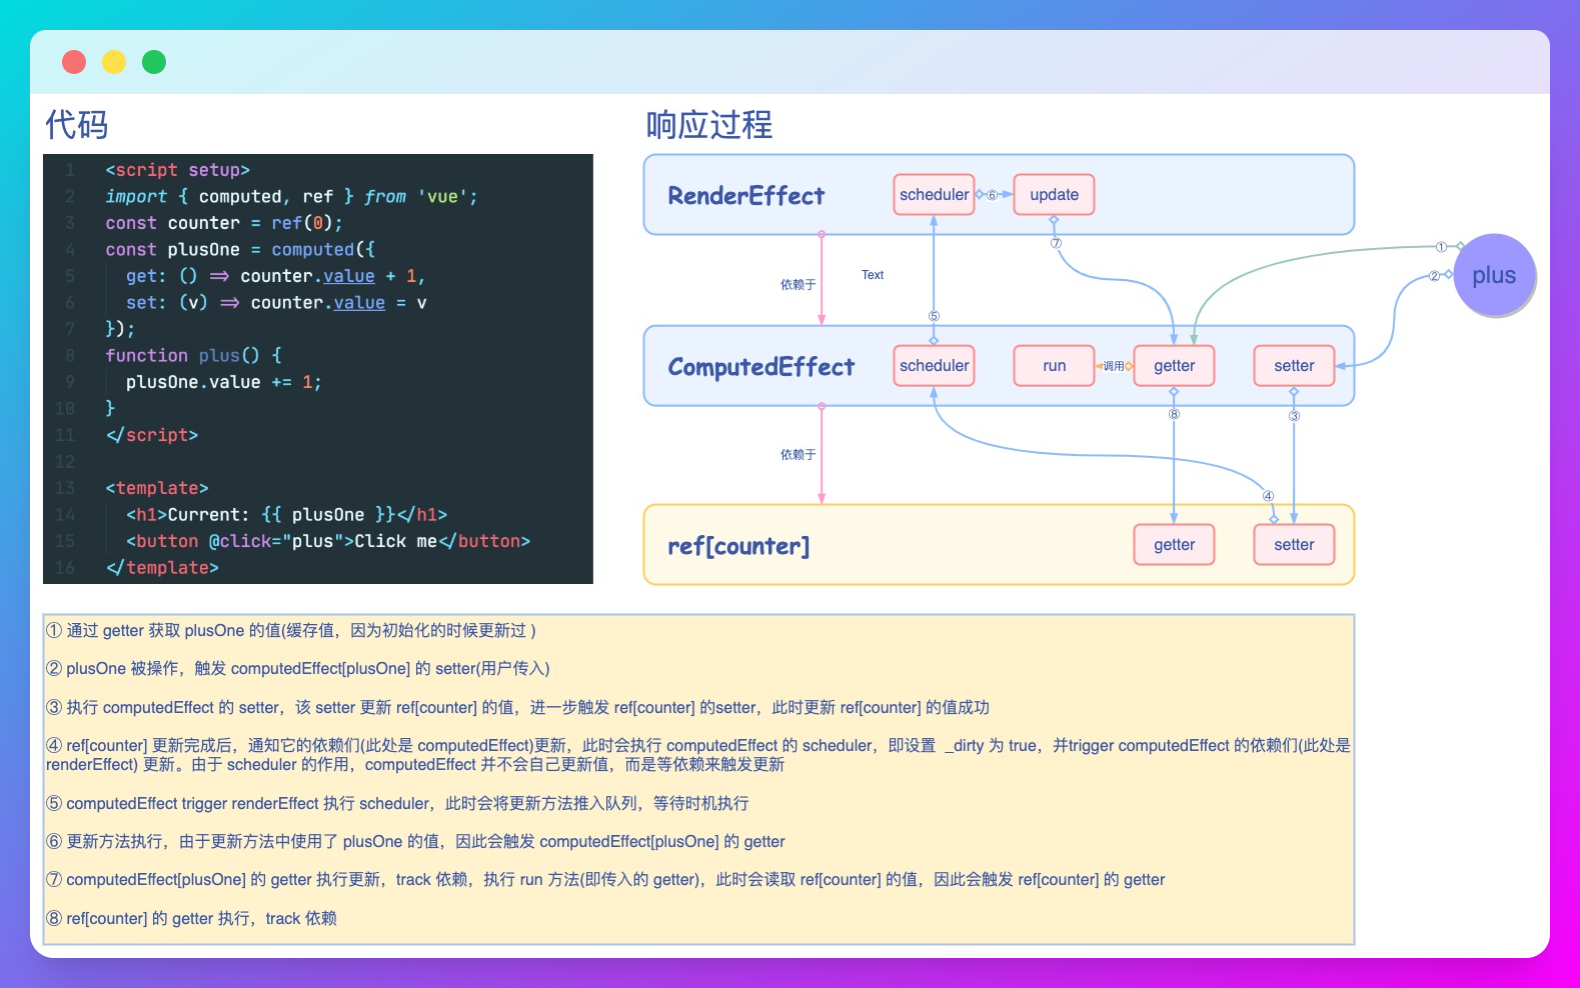 代码
1 <script setup>
2 import { computed, ref } from 'vue';
3 const counter = ref(0);
4 const plusOne = computed({
5 get: () => counter.value + 1,
6 set: (v) => counter.value = v
7 });
8 function plus() {
9 plusOne.value += 1;
10 }
11 </script>
12
13 <template>
14 <h1>Current: {{ plusOne }}</h1>
15 <button @click="plus">Click me</button>
16 </template>
响应过程
RenderEffect
scheduler
⑥
update
⑦
①
②
plus
依赖于
Text
⑤
ComputedEffect
scheduler
run
调用
getter
setter
⑧
③
依赖于
④
ref[counter]
getter
setter
① 通过 getter 获取 plusOne 的值(缓存值，因为初始化的时候更新过 )
② plusOne 被操作，触发 computedEffect[plusOne] 的 setter(用户传入)
③ 执行 computedEffect 的 setter，该 setter 更新 ref[counter] 的值，进一步触发 ref[counter] 的setter，此时更新 ref[counter] 的值成功
④ ref[counter] 更新完成后，通知它的依赖们(此处是 computedEffect)更新，此时会执行 computedEffect 的 scheduler，即设置 _dirty 为 true，并trigger computedEffect 的依赖们(此处是
renderEffect) 更新。由于 scheduler 的作用，computedEffect 并不会自己更新值，而是等依赖来触发更新
⑤ computedEffect trigger renderEffect 执行 scheduler，此时会将更新方法推入队列，等待时机执行
⑥ 更新方法执行，由于更新方法中使用了 plusOne 的值，因此会触发 computedEffect[plusOne] 的 getter
⑦ computedEffect[plusOne] 的 getter 执行更新，track 依赖，执行 run 方法(即传入的 getter)，此时会读取 ref[counter] 的值，因此会触发 ref[counter] 的 getter
⑧ ref[counter] 的 getter 执行，track 依赖